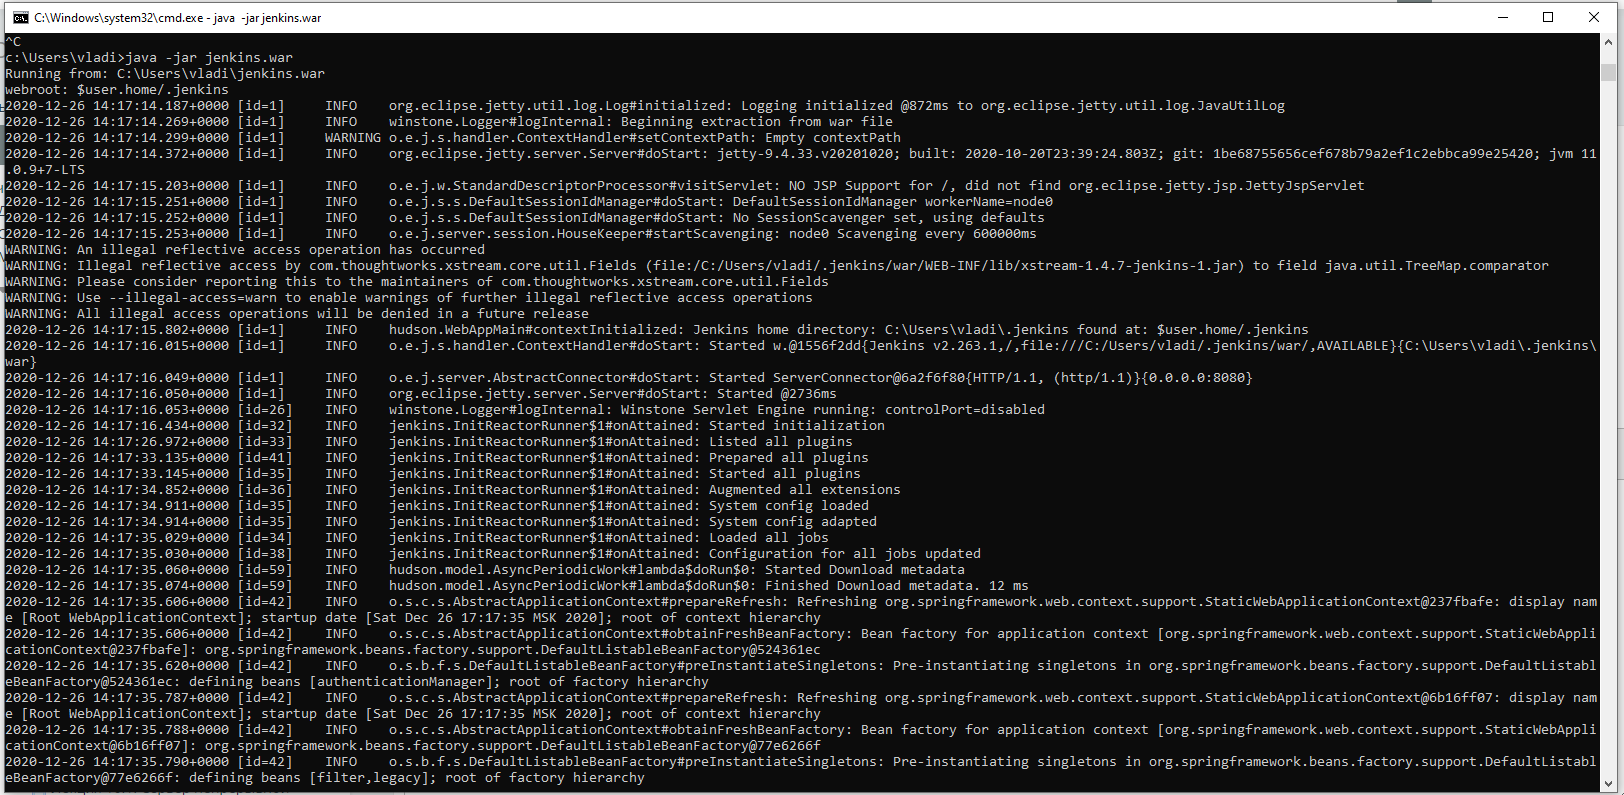 C:\Windows\system32\cmd.exe - java -jar jenkins.war
^C
c:\Users\vladi>java -jar jenkins.war
Running from: C:\Users\vladi\jenkins.war
webroot: $user.home/.jenkins
2020-12-26 14:17:14.187+0000 [id=1]     INFO    org.eclipse.jetty.util.log.Log#initialized: Logging initialized @872ms to org.eclipse.jetty.util.log.JavaUtilLog
2020-12-26 14:17:14.269+0000 [id=1]     INFO    winstone.Logger#logInternal: Beginning extraction from war file
2020-12-26 14:17:14.299+0000 [id=1]     WARNING o.e.j.s.handler.ContextHandler#setContextPath: Empty contextPath
2020-12-26 14:17:14.372+0000 [id=1]     INFO    org.eclipse.jetty.server.Server#doStart: jetty-9.4.33.v20201020; built: 2020-10-20T23:39:24.803Z; git: 1be68755656cef678b79a2ef1c2ebbca99e25420; jvm 11
.0.9+7-LTS
2020-12-26 14:17:15.203+0000 [id=1]     INFO    o.e.j.w.StandardDescriptorProcessor#visitServlet: NO JSP Support for /, did not find org.eclipse.jetty.jsp.JettyJspServlet
2020-12-26 14:17:15.251+0000 [id=1]     INFO    o.e.j.s.s.DefaultSessionIdManager#doStart: DefaultSessionIdManager workerName=node0
2020-12-26 14:17:15.252+0000 [id=1]     INFO    o.e.j.s.s.DefaultSessionIdManager#doStart: No SessionScavenger set, using defaults
2020-12-26 14:17:15.253+0000 [id=1]     INFO    o.e.j.server.session.HouseKeeper#startScavenging: node0 Scavenging every 600000ms
WARNING: An illegal reflective access operation has occurred
WARNING: Illegal reflective access by com.thoughtworks.xstream.core.util.Fields (file:/C:/Users/vladi/.jenkins/war/WEB-INF/lib/xstream-1.4.7-jenkins-1.jar) to field java.util.TreeMap.comparator
WARNING: Please consider reporting this to the maintainers of com.thoughtworks.xstream.core.util.Fields
WARNING: Use --illegal-access=warn to enable warnings of further illegal reflective access operations
WARNING: All illegal access operations will be denied in a future release
2020-12-26 14:17:15.802+0000 [id=1]     INFO    hudson.WebAppMain#contextInitialized: Jenkins home directory: C:\Users\vladi\.jenkins found at: $user.home/.jenkins
2020-12-26 14:17:16.015+0000 [id=1]     INFO    o.e.j.s.handler.ContextHandler#doStart: Started w.@1556f2dd{Jenkins v2.263.1,/,file:///C:/Users/vladi/.jenkins/war/,AVAILABLE}{C:\Users\vladi\.jenkins\
war}
2020-12-26 14:17:16.049+0000 [id=1]     INFO    o.e.j.server.AbstractConnector#doStart: Started ServerConnector@6a2f6f80{HTTP/1.1, (http/1.1)}{0.0.0.0:8080}
2020-12-26 14:17:16.050+0000 [id=1]     INFO    org.eclipse.jetty.server.Server#doStart: Started @2736ms
2020-12-26 14:17:16.053+0000 [id=26]    INFO    winstone.Logger#logInternal: Winstone Servlet Engine running: controlPort=disabled
2020-12-26 14:17:16.434+0000 [id=32]    INFO    jenkins.InitReactorRunner$1#onAttained: Started initialization
2020-12-26 14:17:26.972+0000 [id=33]    INFO    jenkins.InitReactorRunner$1#onAttained: Listed all plugins
2020-12-26 14:17:33.135+0000 [id=41]    INFO    jenkins.InitReactorRunner$1#onAttained: Prepared all plugins
2020-12-26 14:17:33.145+0000 [id=35]    INFO    jenkins.InitReactorRunner$1#onAttained: Started all plugins
2020-12-26 14:17:34.852+0000 [id=36]    INFO    jenkins.InitReactorRunner$1#onAttained: Augmented all extensions
2020-12-26 14:17:34.911+0000 [id=35]    INFO    jenkins.InitReactorRunner$1#onAttained: System config loaded
2020-12-26 14:17:34.914+0000 [id=35]    INFO    jenkins.InitReactorRunner$1#onAttained: System config adapted
2020-12-26 14:17:35.029+0000 [id=34]    INFO    jenkins.InitReactorRunner$1#onAttained: Loaded all jobs
2020-12-26 14:17:35.030+0000 [id=38]    INFO    jenkins.InitReactorRunner$1#onAttained: Configuration for all jobs updated
2020-12-26 14:17:35.060+0000 [id=59]    INFO    hudson.model.AsyncPeriodicWork#lambda$doRun$0: Started Download metadata
2020-12-26 14:17:35.074+0000 [id=59]    INFO    hudson.model.AsyncPeriodicWork#lambda$doRun$0: Finished Download metadata. 12 ms
2020-12-26 14:17:35.606+0000 [id=42]    INFO    o.s.c.s.AbstractApplicationContext#prepareRefresh: Refreshing org.springframework.web.context.support.StaticWebApplicationContext@237fbafe: display nam
e [Root WebApplicationContext]; startup date [Sat Dec 26 17:17:35 MSK 2020]; root of context hierarchy
2020-12-26 14:17:35.606+0000 [id=42]    INFO    o.s.c.s.AbstractApplicationContext#obtainFreshBeanFactory: Bean factory for application context [org.springframework.web.context.support.StaticWebAppli
cationContext@237fbafe]: org.springframework.beans.factory.support.DefaultListableBeanFactory@524361ec
2020-12-26 14:17:35.620+0000 [id=42]    INFO    o.s.b.f.s.DefaultListableBeanFactory#preInstantiateSingletons: Pre-instantiating singletons in org.springframework.beans.factory.support.DefaultListabl
eBeanFactory@524361ec: defining beans [authenticationManager]; root of factory hierarchy
2020-12-26 14:17:35.787+0000 [id=42]    INFO    o.s.c.s.AbstractApplicationContext#prepareRefresh: Refreshing org.springframework.web.context.support.StaticWebApplicationContext@6b16ff07: display nam
e [Root WebApplicationContext]; startup date [Sat Dec 26 17:17:35 MSK 2020]; root of context hierarchy
2020-12-26 14:17:35.788+0000 [id=42]    INFO    o.s.c.s.AbstractApplicationContext#obtainFreshBeanFactory: Bean factory for application context [org.springframework.web.context.support.StaticWebAppli
cationContext@6b16ff07]: org.springframework.beans.factory.support.DefaultListableBeanFactory@77e6266f
2020-12-26 14:17:35.790+0000 [id=42]    INFO    o.s.b.f.s.DefaultListableBeanFactory#preInstantiateSingletons: Pre-instantiating singletons in org.springframework.beans.factory.support.DefaultListabl
eBeanFactory@77e6266f: defining beans [filter,legacy]; root of factory hierarchy